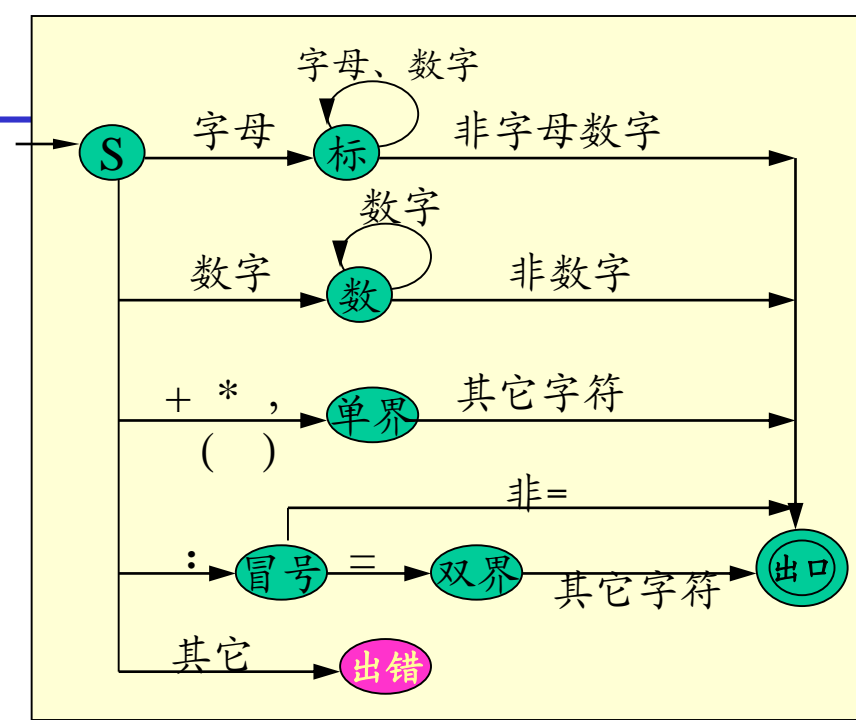 字母、数字
S
字母
标
非字母数字
数字
数字
数
非数字
+ * ,
( )
单界
其它字符
非=
:
冒号
=
双界
其它字符
出口
其它
出错